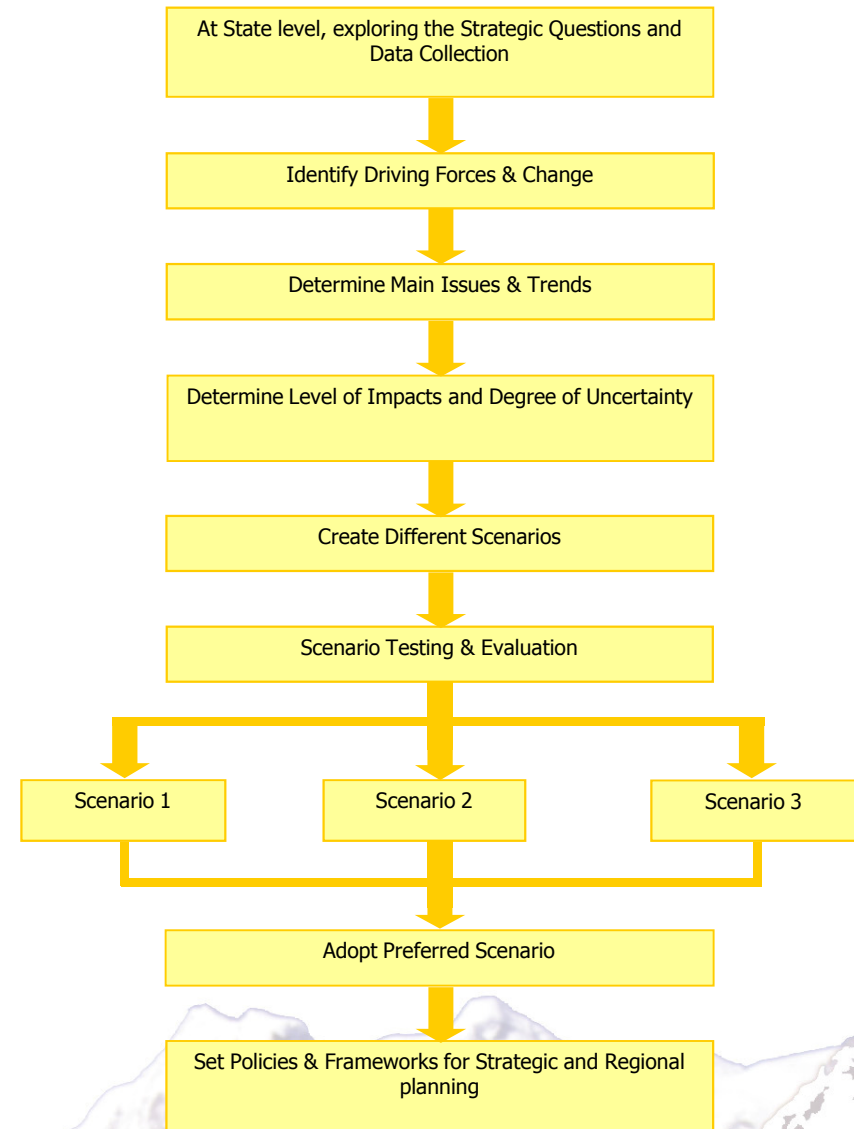 At State level, exploring the Strategic Questions and
Data Collection
Identify Driving Forces & Change
Determine Main Issues & Trends
Determine Level of Impacts and Degree of Uncertainty
Create Different Scenarios
Scenario Testing & Evaluation
Scenario 1
Scenario 2
Scenario 3
Adopt Preferred Scenario
Set Policies & Frameworks for Strategic and Regional
planning